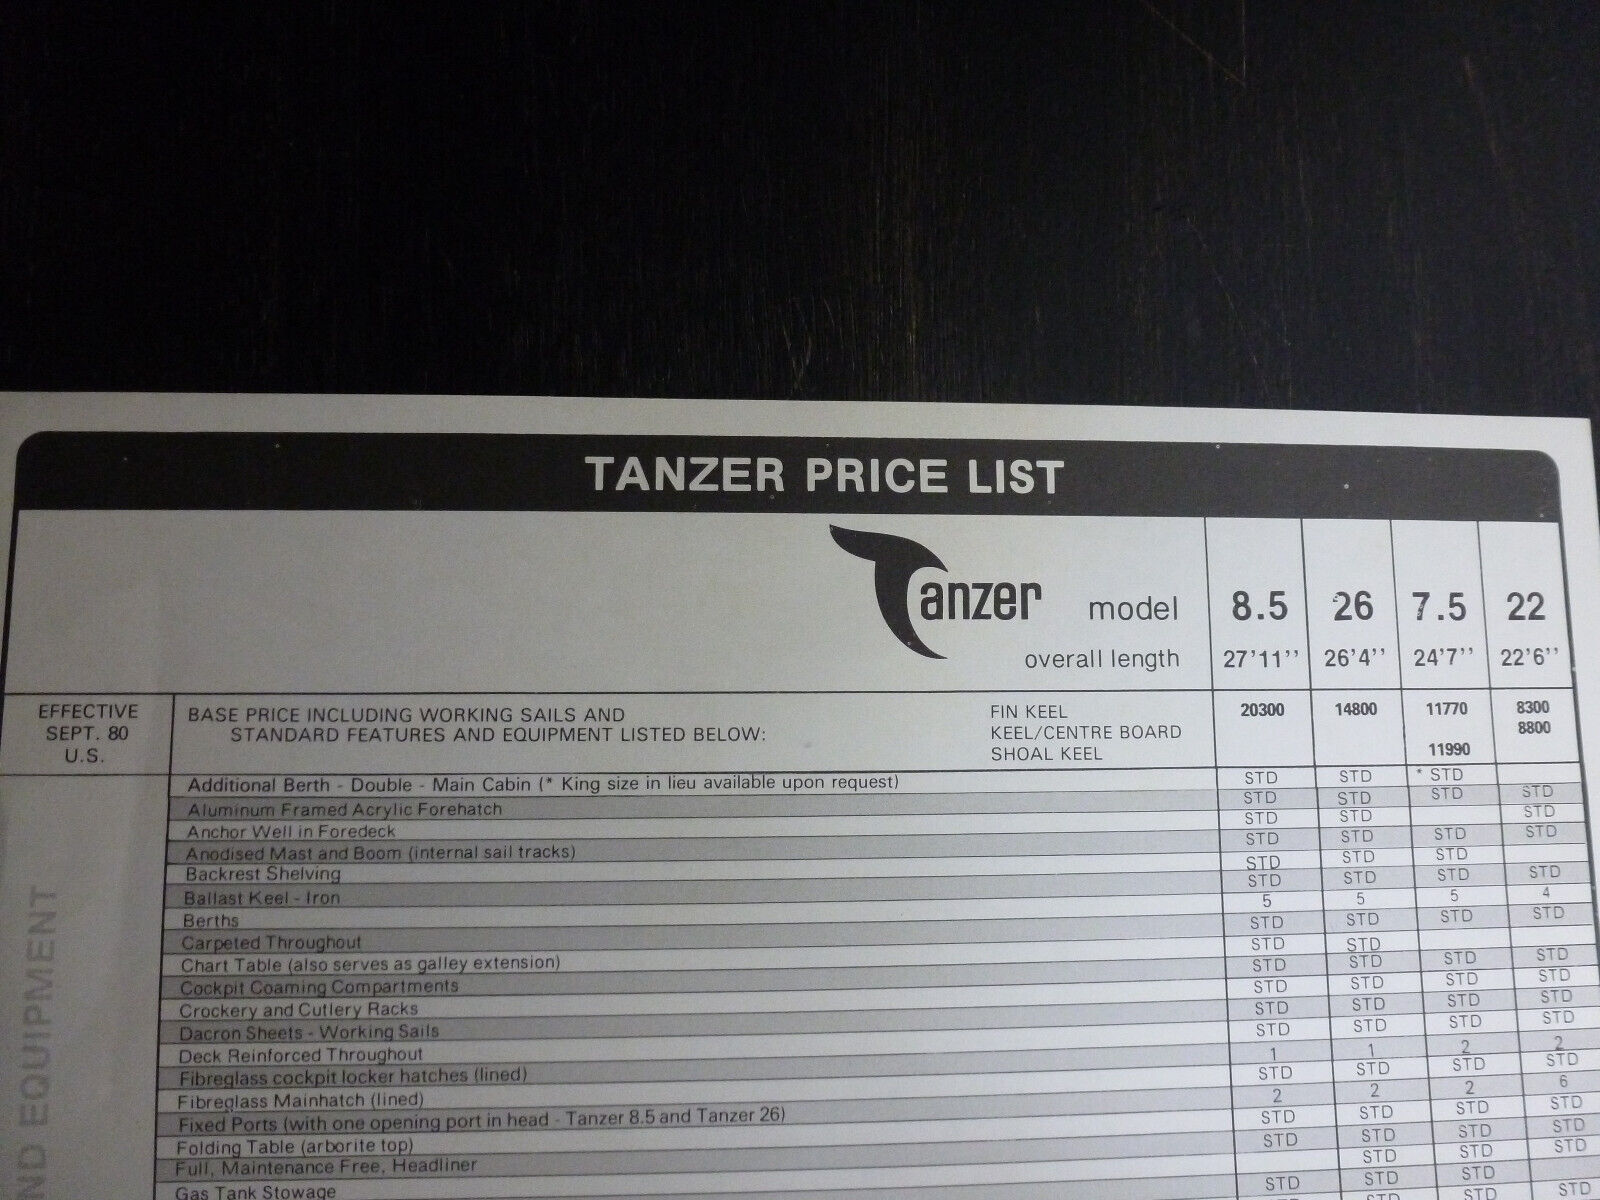 TANZER PRICE LIST
Tanzer model 8.5 26 7.5 22
overall length 27'11'' 26'4'' 24'7'' 22'6''
EFFECTIVE
SEPT. 80
U.S.
BASE PRICE INCLUDING WORKING SAILS AND
STANDARD FEATURES AND EQUIPMENT LISTED BELOW:
FIN KEEL 20300 14800 11770 8300
KEEL/CENTRE BOARD 8800
SHOAL KEEL 11990
ND EQUIPMENT
Additional Berth - Double - Main Cabin (* King size in lieu available upon request) STD STD * STD
Aluminum Framed Acrylic Forehatch STD STD STD STD
Anchor Well in Foredeck STD STD STD
Anodised Mast and Boom (internal sail tracks) STD STD STD STD
Backrest Shelving STD STD STD
Ballast Keel - Iron STD STD STD STD
Berths 5 5 5 4
Carpeted Throughout STD STD STD STD
Chart Table (also serves as galley extension) STD STD
Cockpit Coaming Compartments STD STD STD STD
Crockery and Cutlery Racks STD STD STD STD
Dacron Sheets - Working Sails STD STD STD STD
Deck Reinforced Throughout STD STD STD STD
Fibreglass cockpit locker hatches (lined) 1 1 2 2
Fibreglass Mainhatch (lined) STD STD STD STD
Fixed Ports (with one opening port in head - Tanzer 8.5 and Tanzer 26) 2 2 2 6
Folding Table (arborite top) STD STD STD STD
Full, Maintenance Free, Headliner STD STD STD STD
Gas Tank Stowage STD STD STD
STD STD STD
STD STD STD